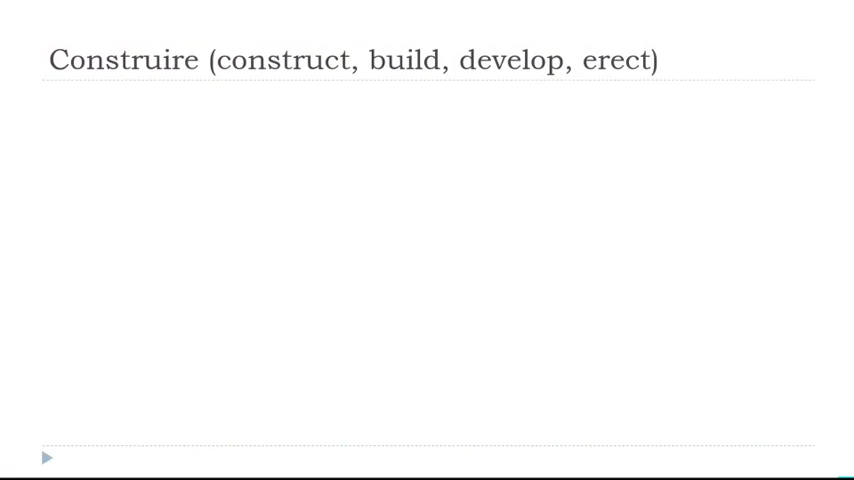 Construire (construct, build, develop, erect)